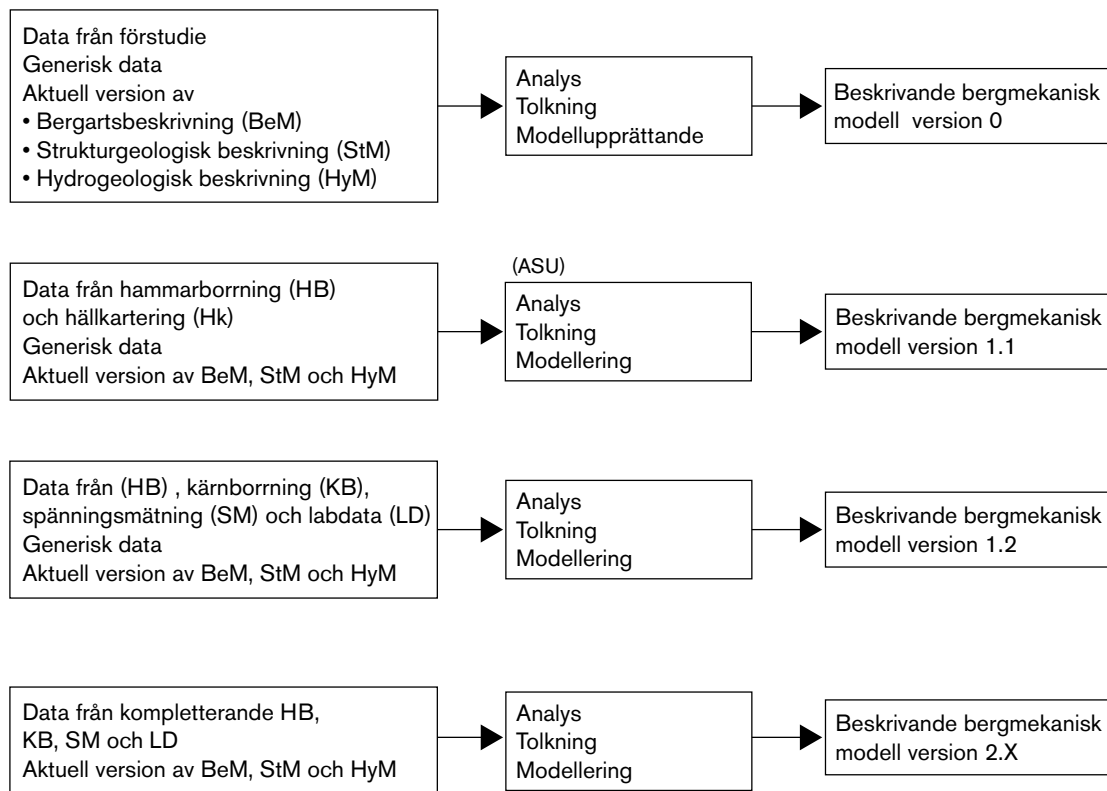 Data från förstudie
Generisk data
Aktuell version av
• Bergartsbeskrivning (BeM)
• Strukturgeologisk beskrivning (StM)
• Hydrogeologisk beskrivning (HyM)
Analys
Tolkning
Modellupprättande
Beskrivande bergmekanisk
modell version 0
Data från hammarborrning (HB)
och hällkartering (Hk)
Generisk data
Aktuell version av BeM, StM och HyM
(ASU)
Analys
Tolkning
Modellering
Beskrivande bergmekanisk
modell version 1.1
Data från (HB) , kärnborrning (KB),
spänningsmätning (SM) och labdata (LD)
Generisk data
Aktuell version av BeM, StM och HyM
Analys
Tolkning
Modellering
Beskrivande bergmekanisk
modell version 1.2
Data från kompletterande HB,
KB, SM och LD
Aktuell version av BeM, StM och HyM
Analys
Tolkning
Modellering
Beskrivande bergmekanisk
modell version 2.X